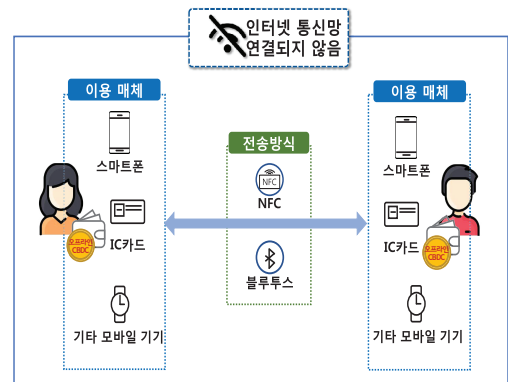 인터넷 통신망
연결되지 않음
이용 매체
스마트폰
IC카드
오프라인
CBDC
기타 모바일 기기
전송방식
NFC
NFC
블루투스
이용 매체
스마트폰
IC카드
오프라인
CBDC
기타 모바일 기기